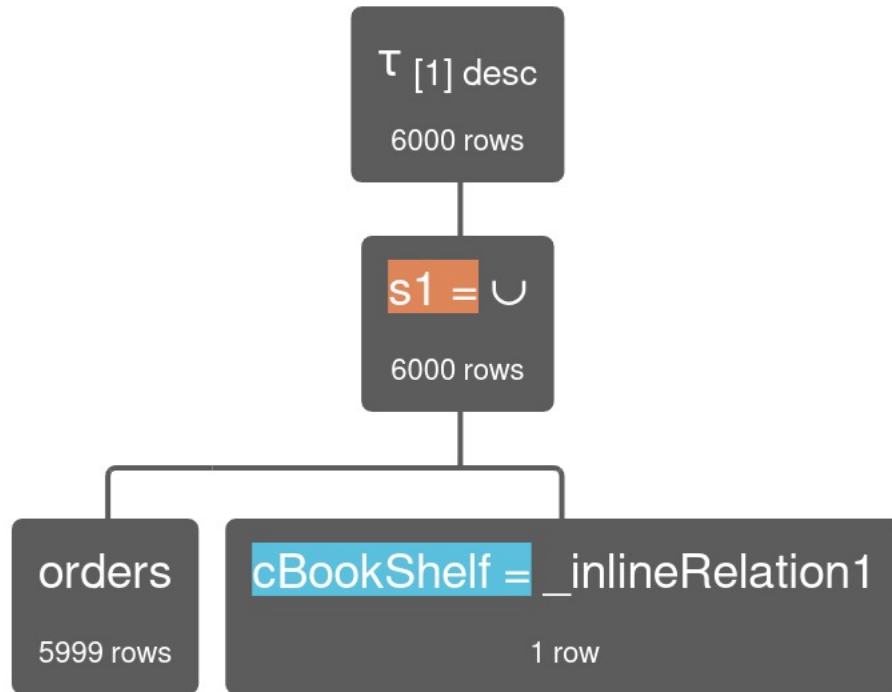 τ [1] desc
6000 rows
s1 = ∪
6000 rows
orders
5999 rows
cBookShelf = _inlineRelation1
1 row